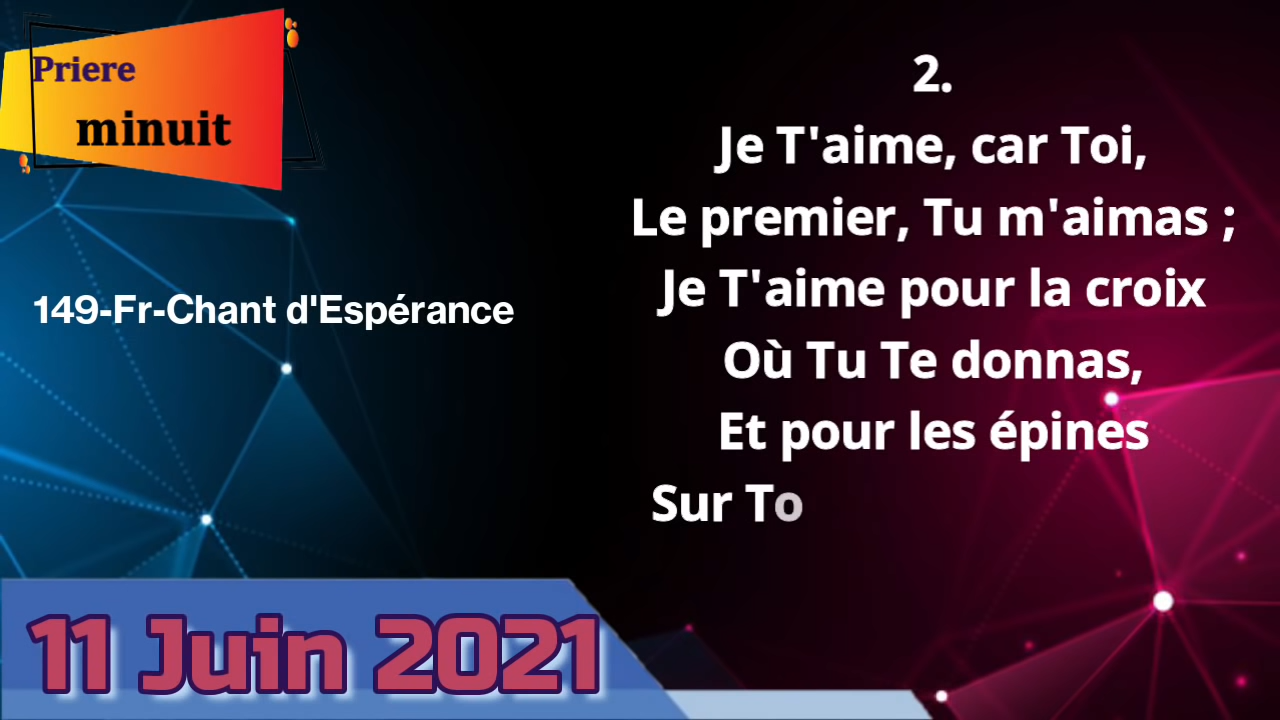 Priere
minuit
149-Fr-Chant d'Espérance
2.
Je T'aime, car Toi,
Le premier, Tu m'aimas ;
Je T'aime pour la croix
Où Tu Te donnas,
Et pour les épines
Sur To
11 Juin 2021